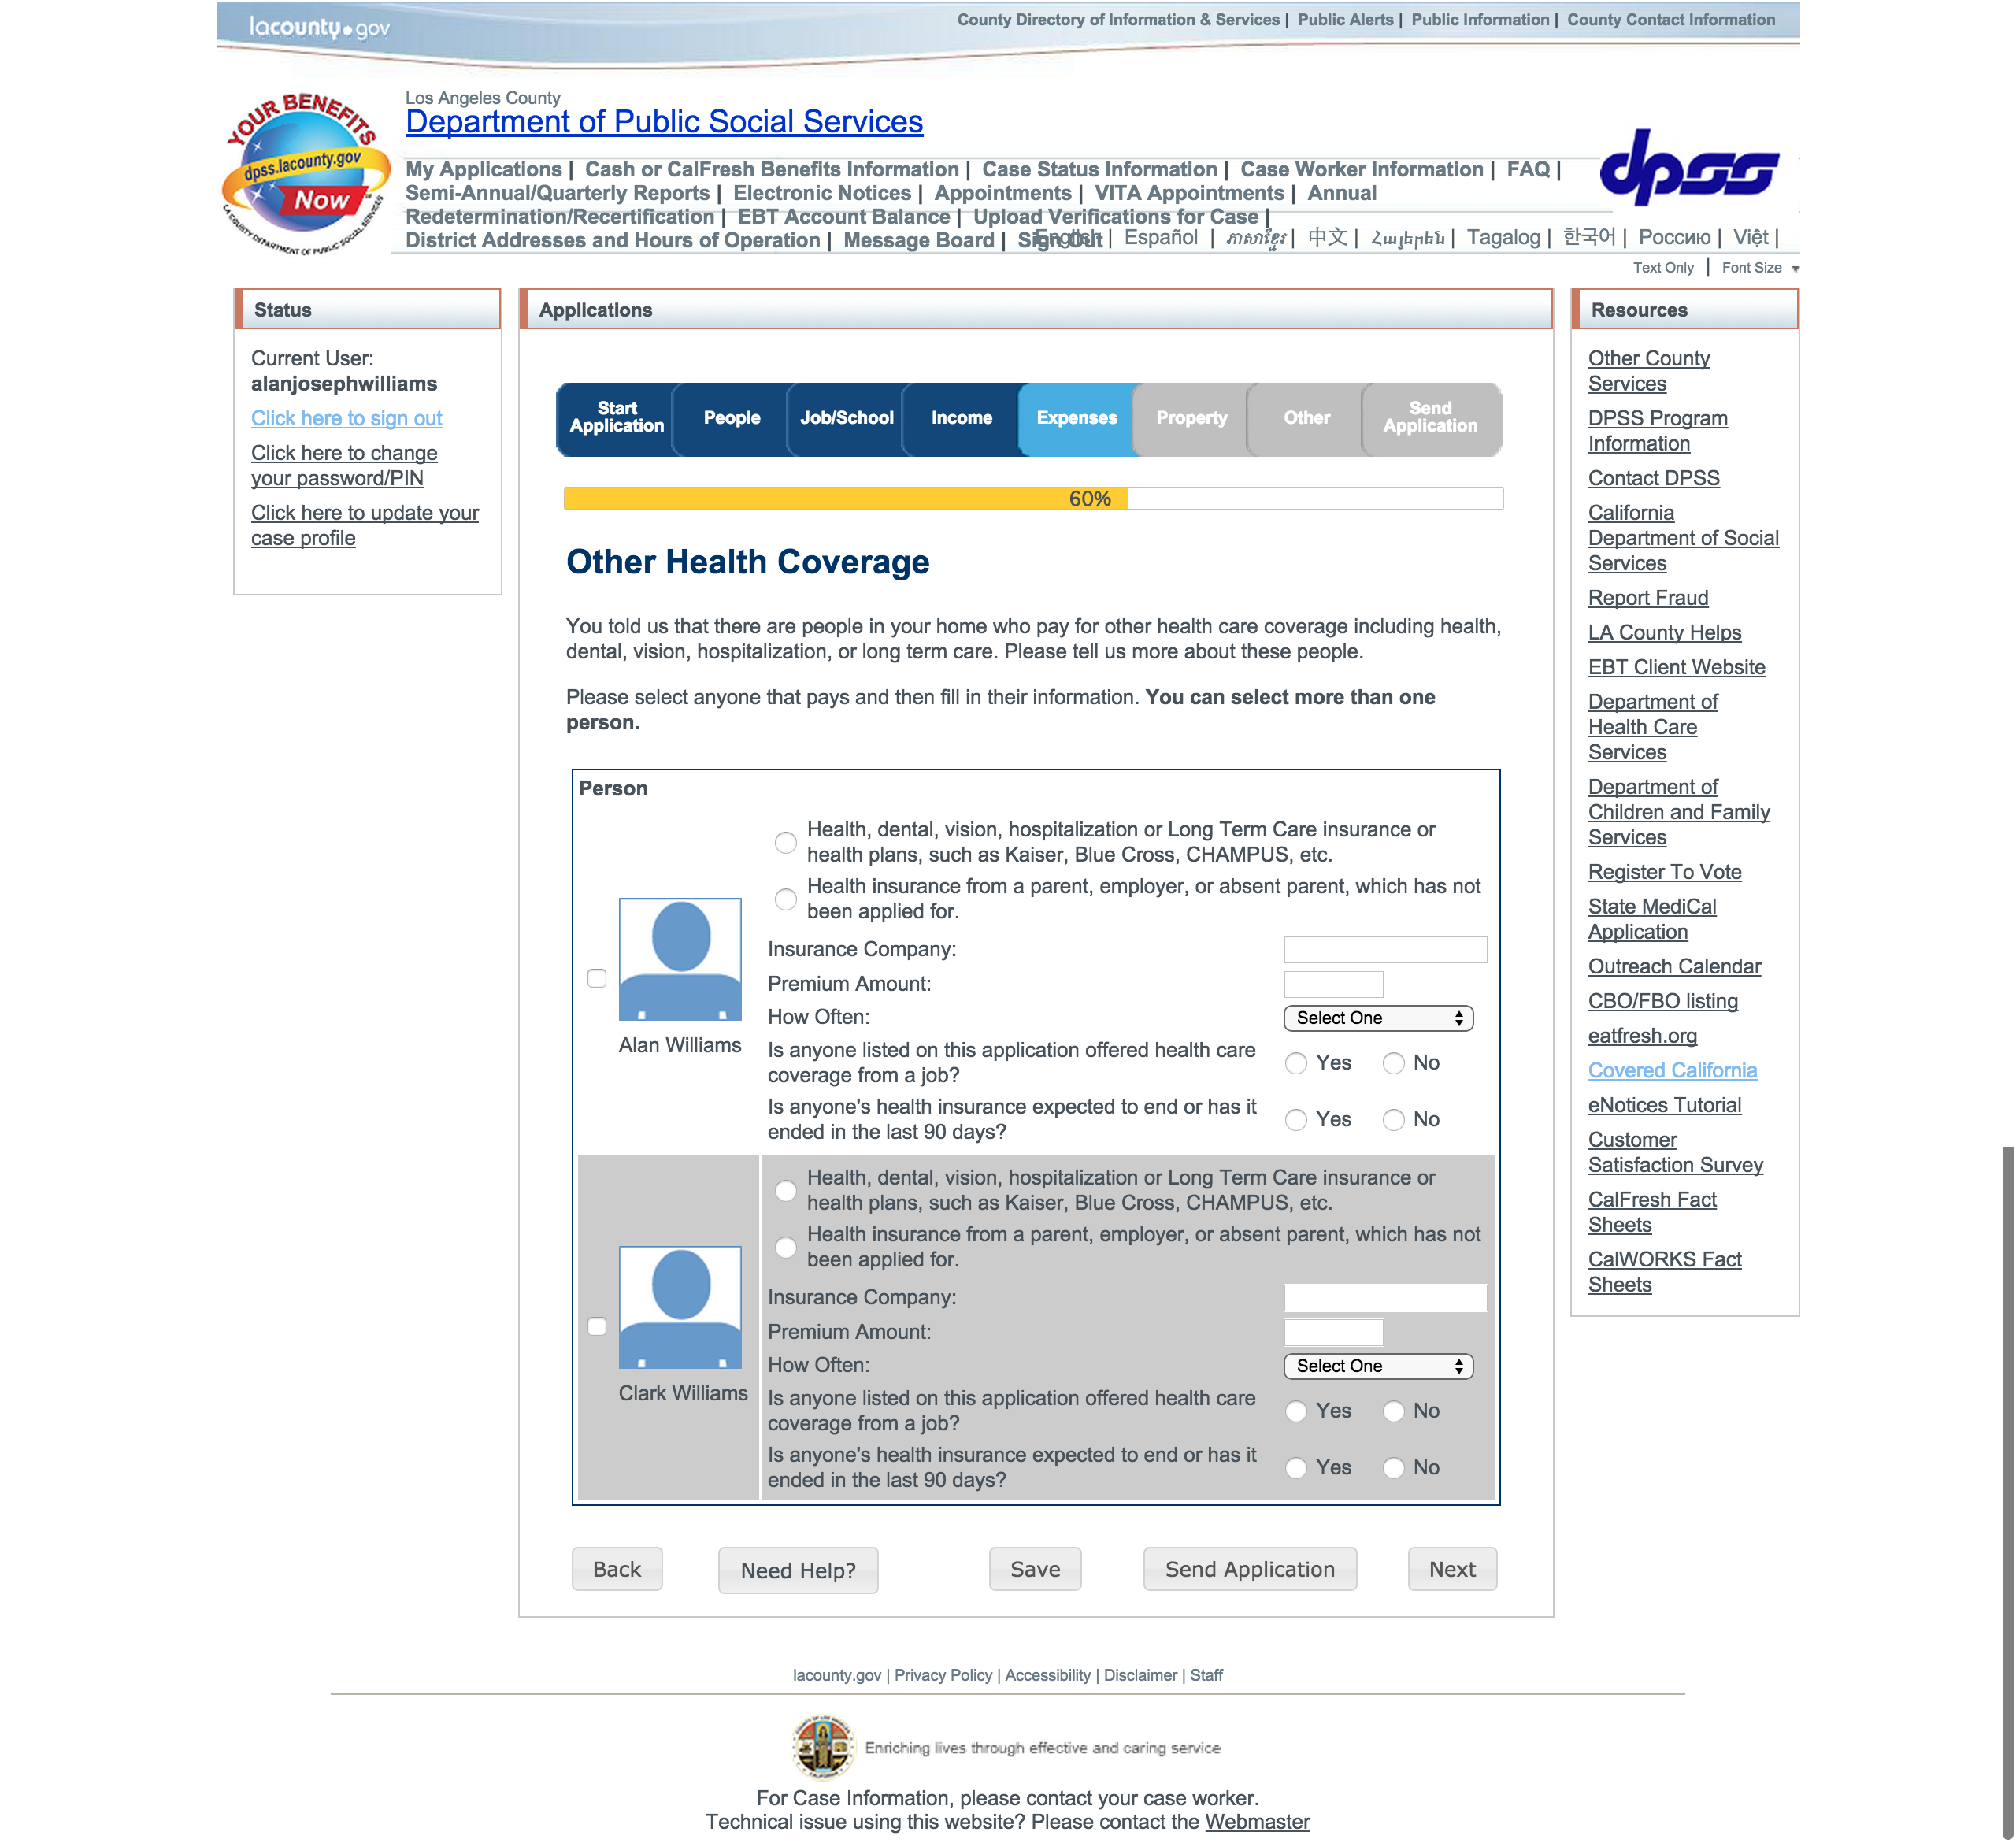 lacounty.gov
County Directory of Information & Services | Public Alerts | Public Information | County Contact Information
YOUR BENEFITS
dpss.lacounty.gov
Now
LA COUNTY DEPARTMENT OF PUBLIC SOCIAL SERVICES
Los Angeles County
Department of Public Social Services
My Applications | Cash or CalFresh Benefits Information | Case Status Information | Case Worker Information | FAQ |
Semi-Annual/Quarterly Reports | Electronic Notices | Appointments | VITA Appointments | Annual
Redetermination/Recertification | EBT Account Balance | Upload Verifications for Case |
District Addresses and Hours of Operation | Message Board | Sign Out
dpss
English | Español | ភាសាខ្មែរ | 中文 | Հայերեն | Tagalog | 한국어 | Россию | Việt |
Text Only | Font Size
Status
Current User:
alanjosephwilliams
Click here to sign out
Click here to change
your password/PIN
Click here to update your
case profile
Applications
Start
Application
People
Job/School
Income
Expenses
Property
Other
Send
Application
60%
Other Health Coverage
You told us that there are people in your home who pay for other health care coverage including health,
dental, vision, hospitalization, or long term care. Please tell us more about these people.
Please select anyone that pays and then fill in their information. You can select more than one
person.
Person
Health, dental, vision, hospitalization or Long Term Care insurance or
health plans, such as Kaiser, Blue Cross, CHAMPUS, etc.
Health insurance from a parent, employer, or absent parent, which has not
been applied for.
Insurance Company:
Premium Amount:
How Often:
Select One
Alan Williams
Is anyone listed on this application offered health care
coverage from a job?
Yes No
Is anyone's health insurance expected to end or has it
ended in the last 90 days?
Yes No
Health, dental, vision, hospitalization or Long Term Care insurance or
health plans, such as Kaiser, Blue Cross, CHAMPUS, etc.
Health insurance from a parent, employer, or absent parent, which has not
been applied for.
Insurance Company:
Premium Amount:
How Often:
Select One
Clark Williams
Is anyone listed on this application offered health care
coverage from a job?
Yes No
Is anyone's health insurance expected to end or has it
ended in the last 90 days?
Yes No
Back
Need Help?
Save
Send Application
Next
Resources
Other County
Services
DPSS Program
Information
Contact DPSS
California
Department of Social
Services
Report Fraud
LA County Helps
EBT Client Website
Department of
Health Care
Services
Department of
Children and Family
Services
Register To Vote
State MediCal
Application
Outreach Calendar
CBO/FBO listing
eatfresh.org
Covered California
eNotices Tutorial
Customer
Satisfaction Survey
CalFresh Fact
Sheets
CalWORKS Fact
Sheets
lacounty.gov | Privacy Policy | Accessibility | Disclaimer | Staff
Enriching lives through effective and caring service
For Case Information, please contact your case worker.
Technical issue using this website? Please contact the Webmaster